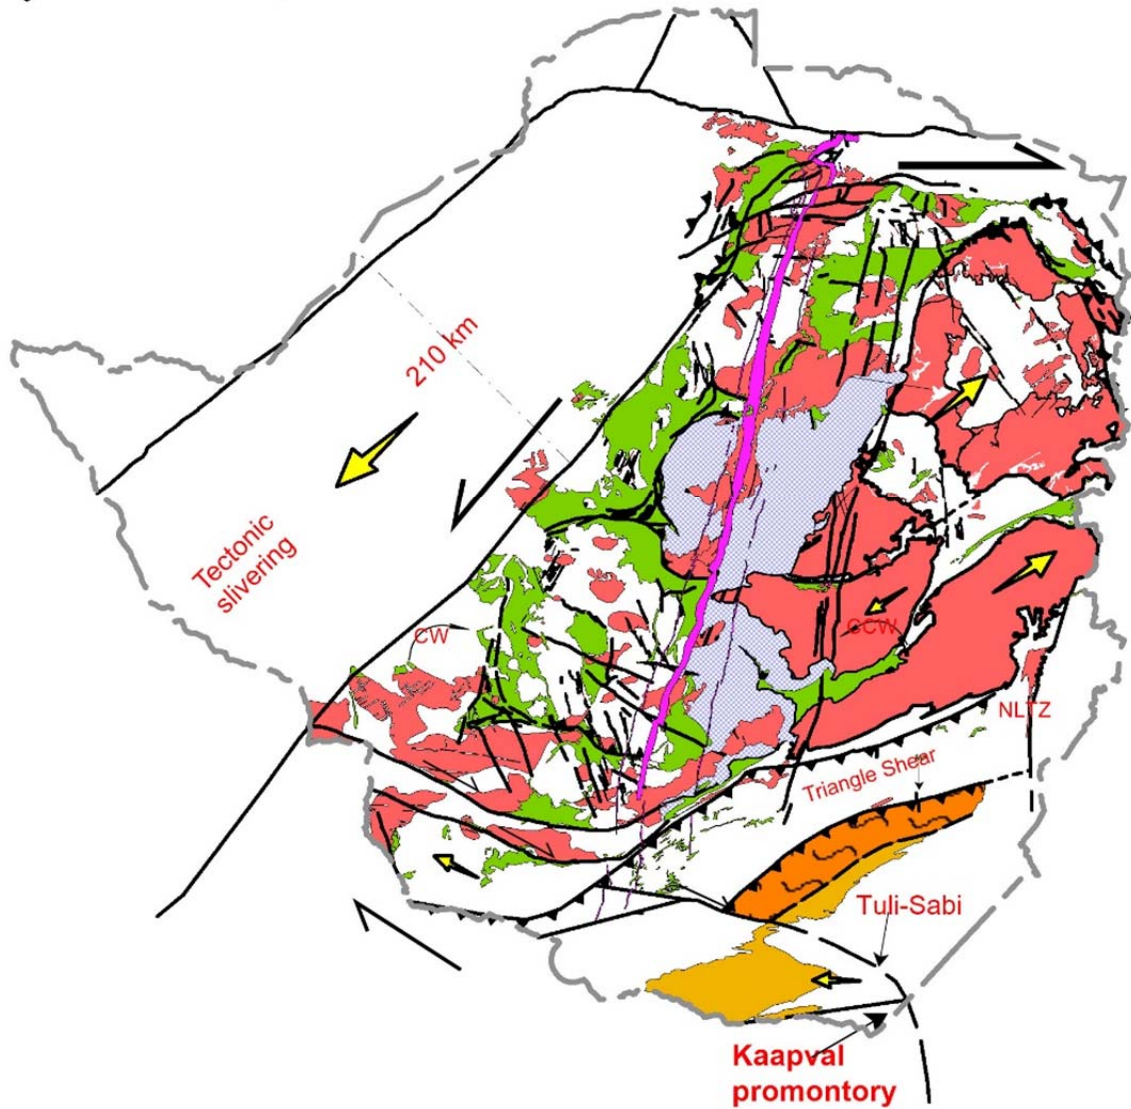 210 km
Tectonic
slivering
CW
CCW
NLTZ
Triangle Shear
Tuli-Sabi
Kaapval
promontory